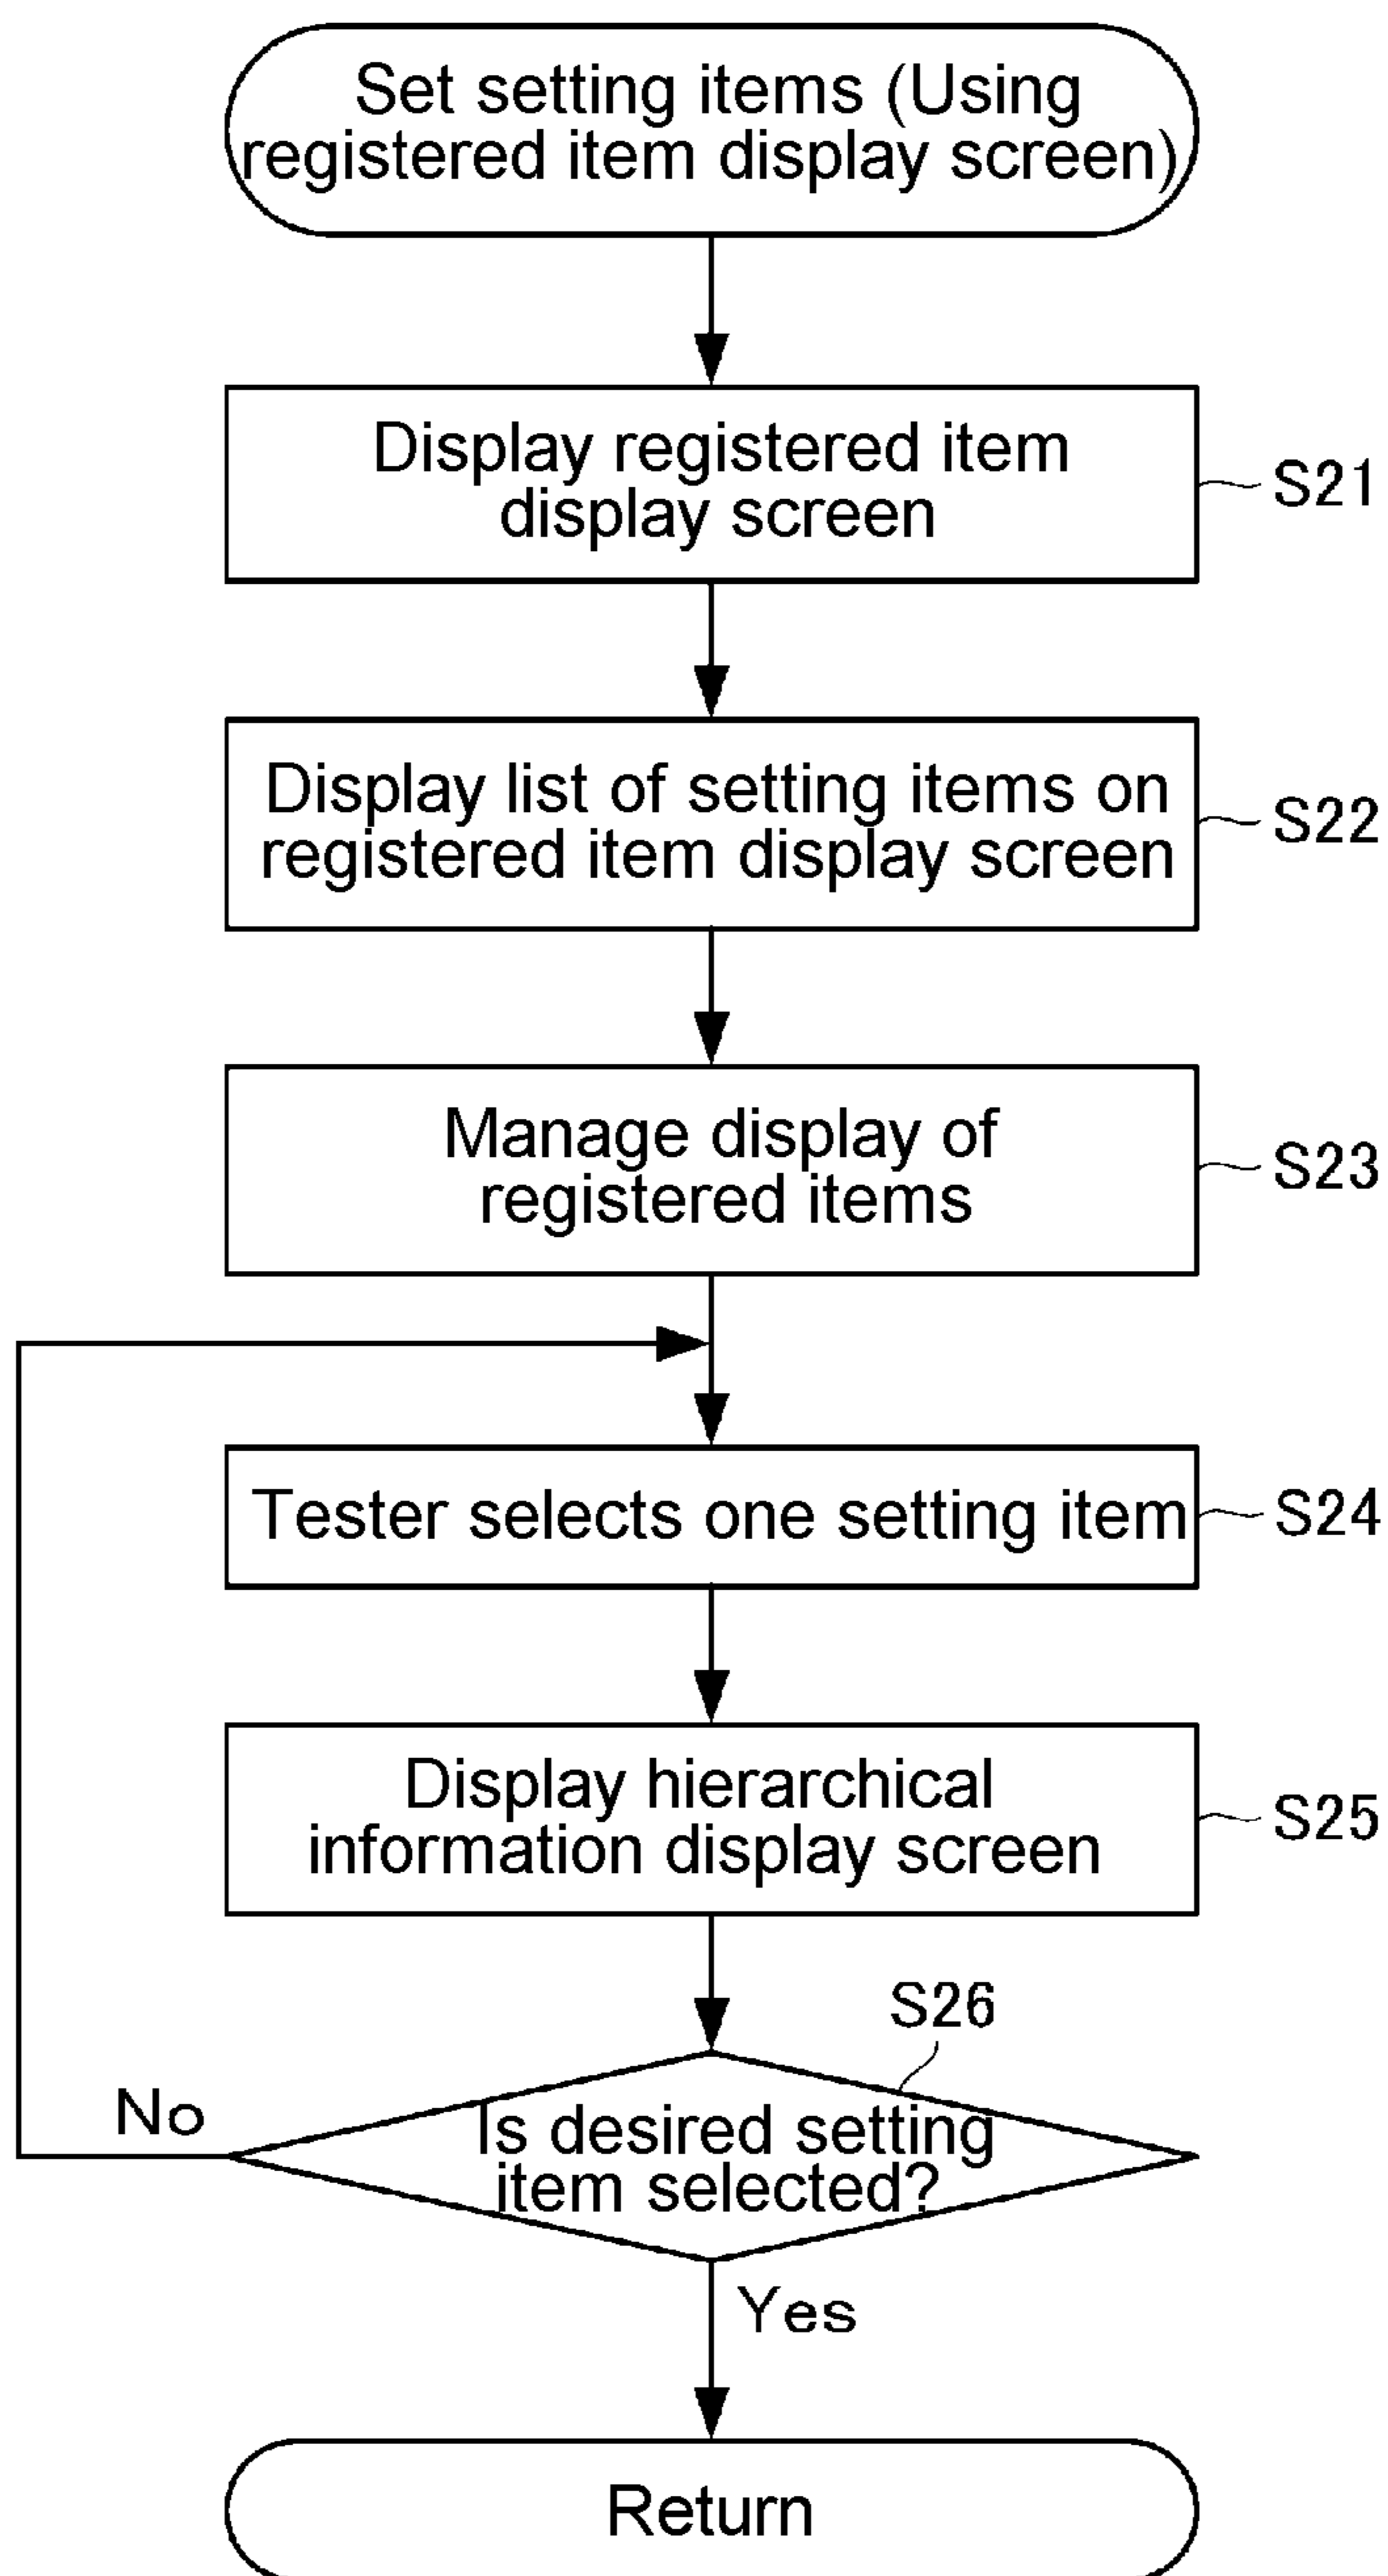 Set setting items (Using
registered item display screen)
Display registered item
display screen
S21
Display list of setting items on
registered item display screen
S22
Manage display of
registered items
S23
Tester selects one setting item
S24
Display hierarchical
information display screen
S25
S26
Is desired setting
item selected?
No
Yes
Return